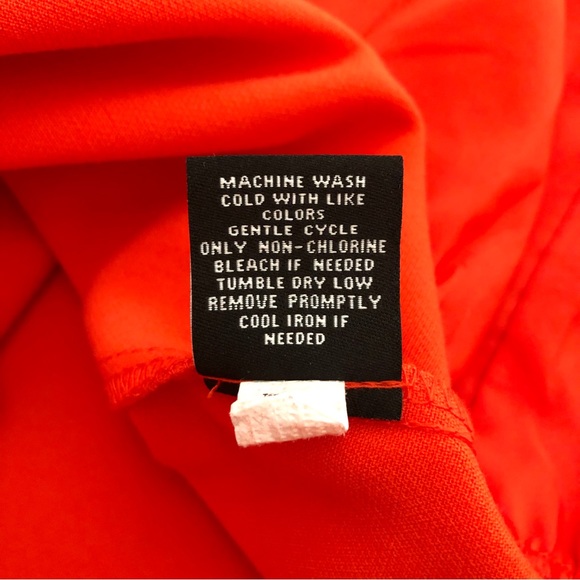 MACHINE WASH
COLD WITH LIKE
COLORS
GENTLE CYCLE
ONLY NON-CHLORINE
BLEACH IF NEEDED
TUMBLE DRY LOW
REMOVE PROMPTLY
COOL IRON IF
NEEDED